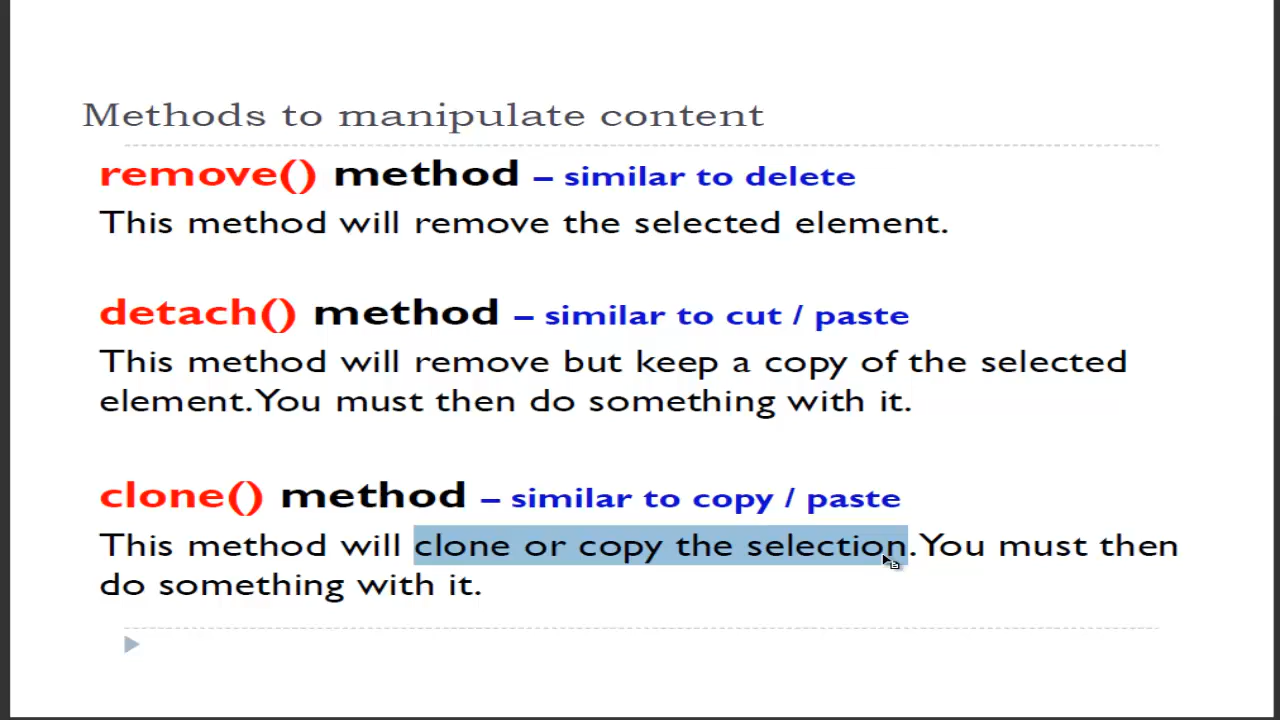 Methods to manipulate content
remove() method – similar to delete
This method will remove the selected element.
detach() method – similar to cut / paste
This method will remove but keep a copy of the selected
element. You must then do something with it.
clone() method – similar to copy / paste
This method will clone or copy the selection. You must then
do something with it.